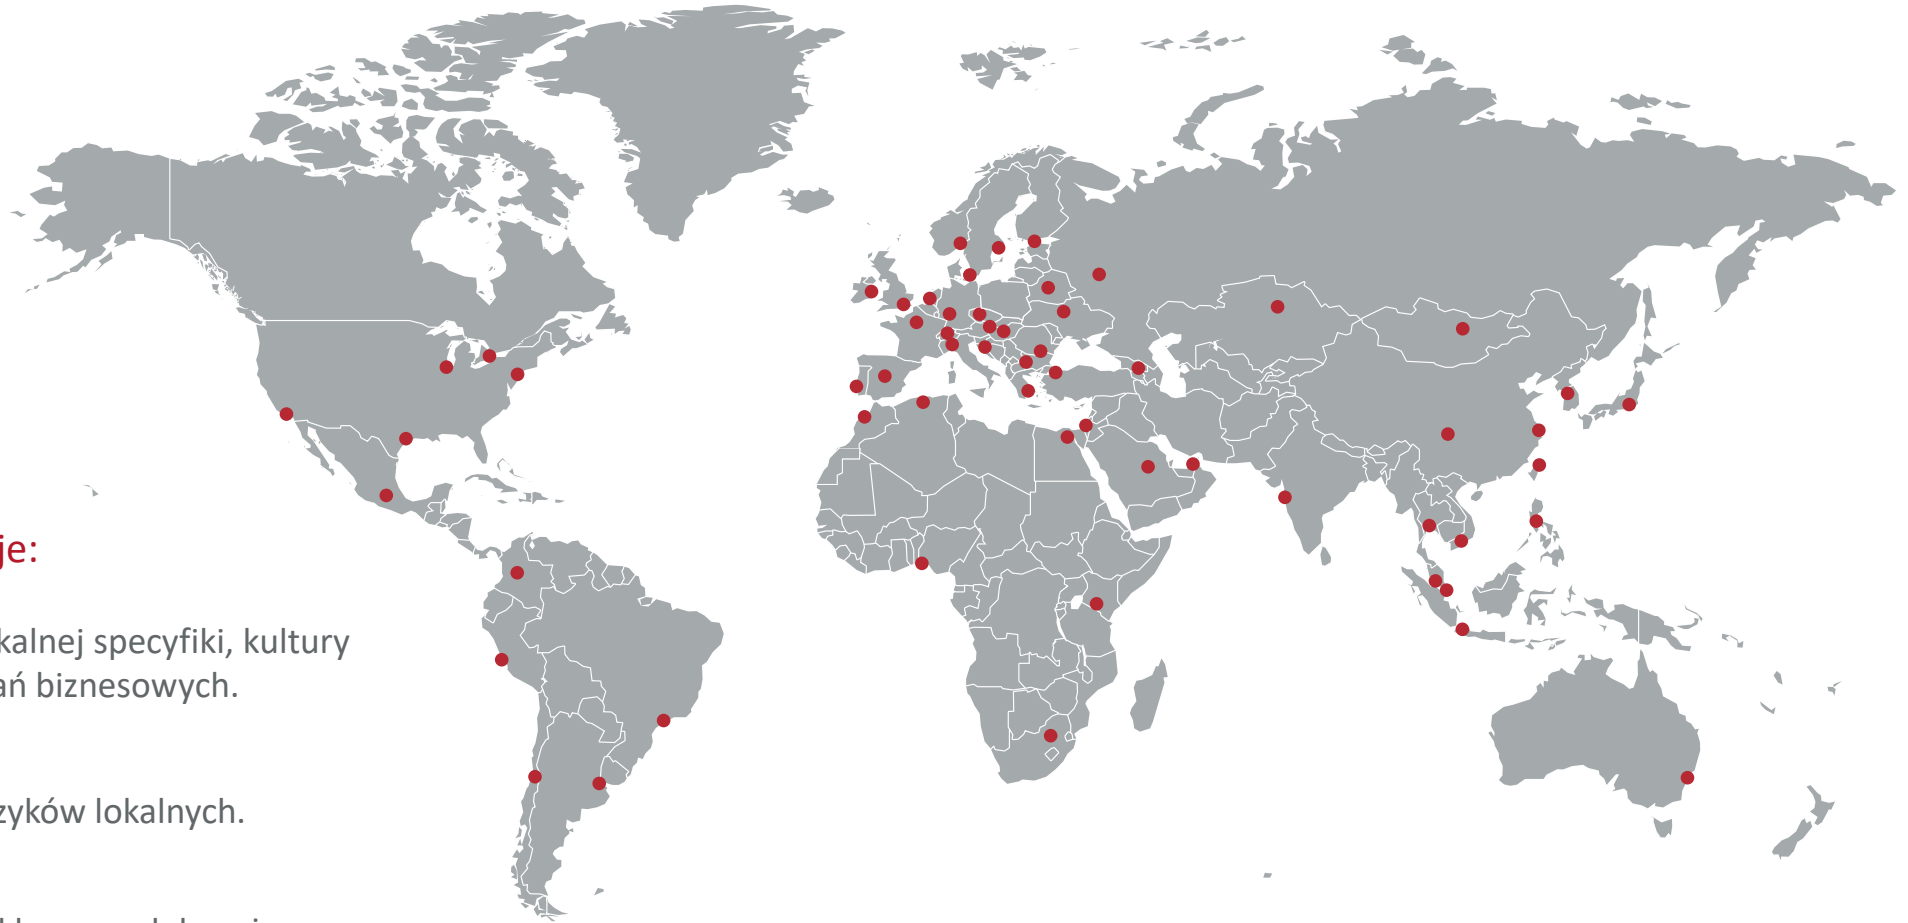 je:
kalnej specyfiki, kultury
ań biznesowych.
zyków lokalnych.